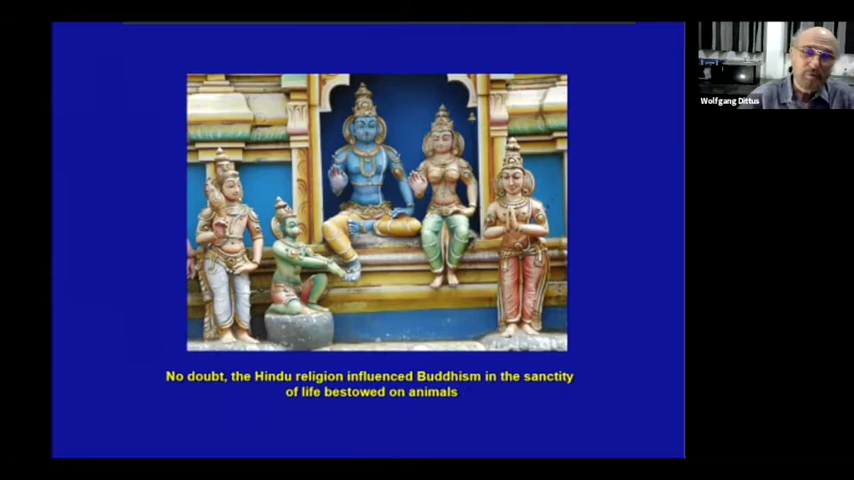 Wolfgang Dittus
No doubt, the Hindu religion influenced Buddhism in the sanctity
of life bestowed on animals